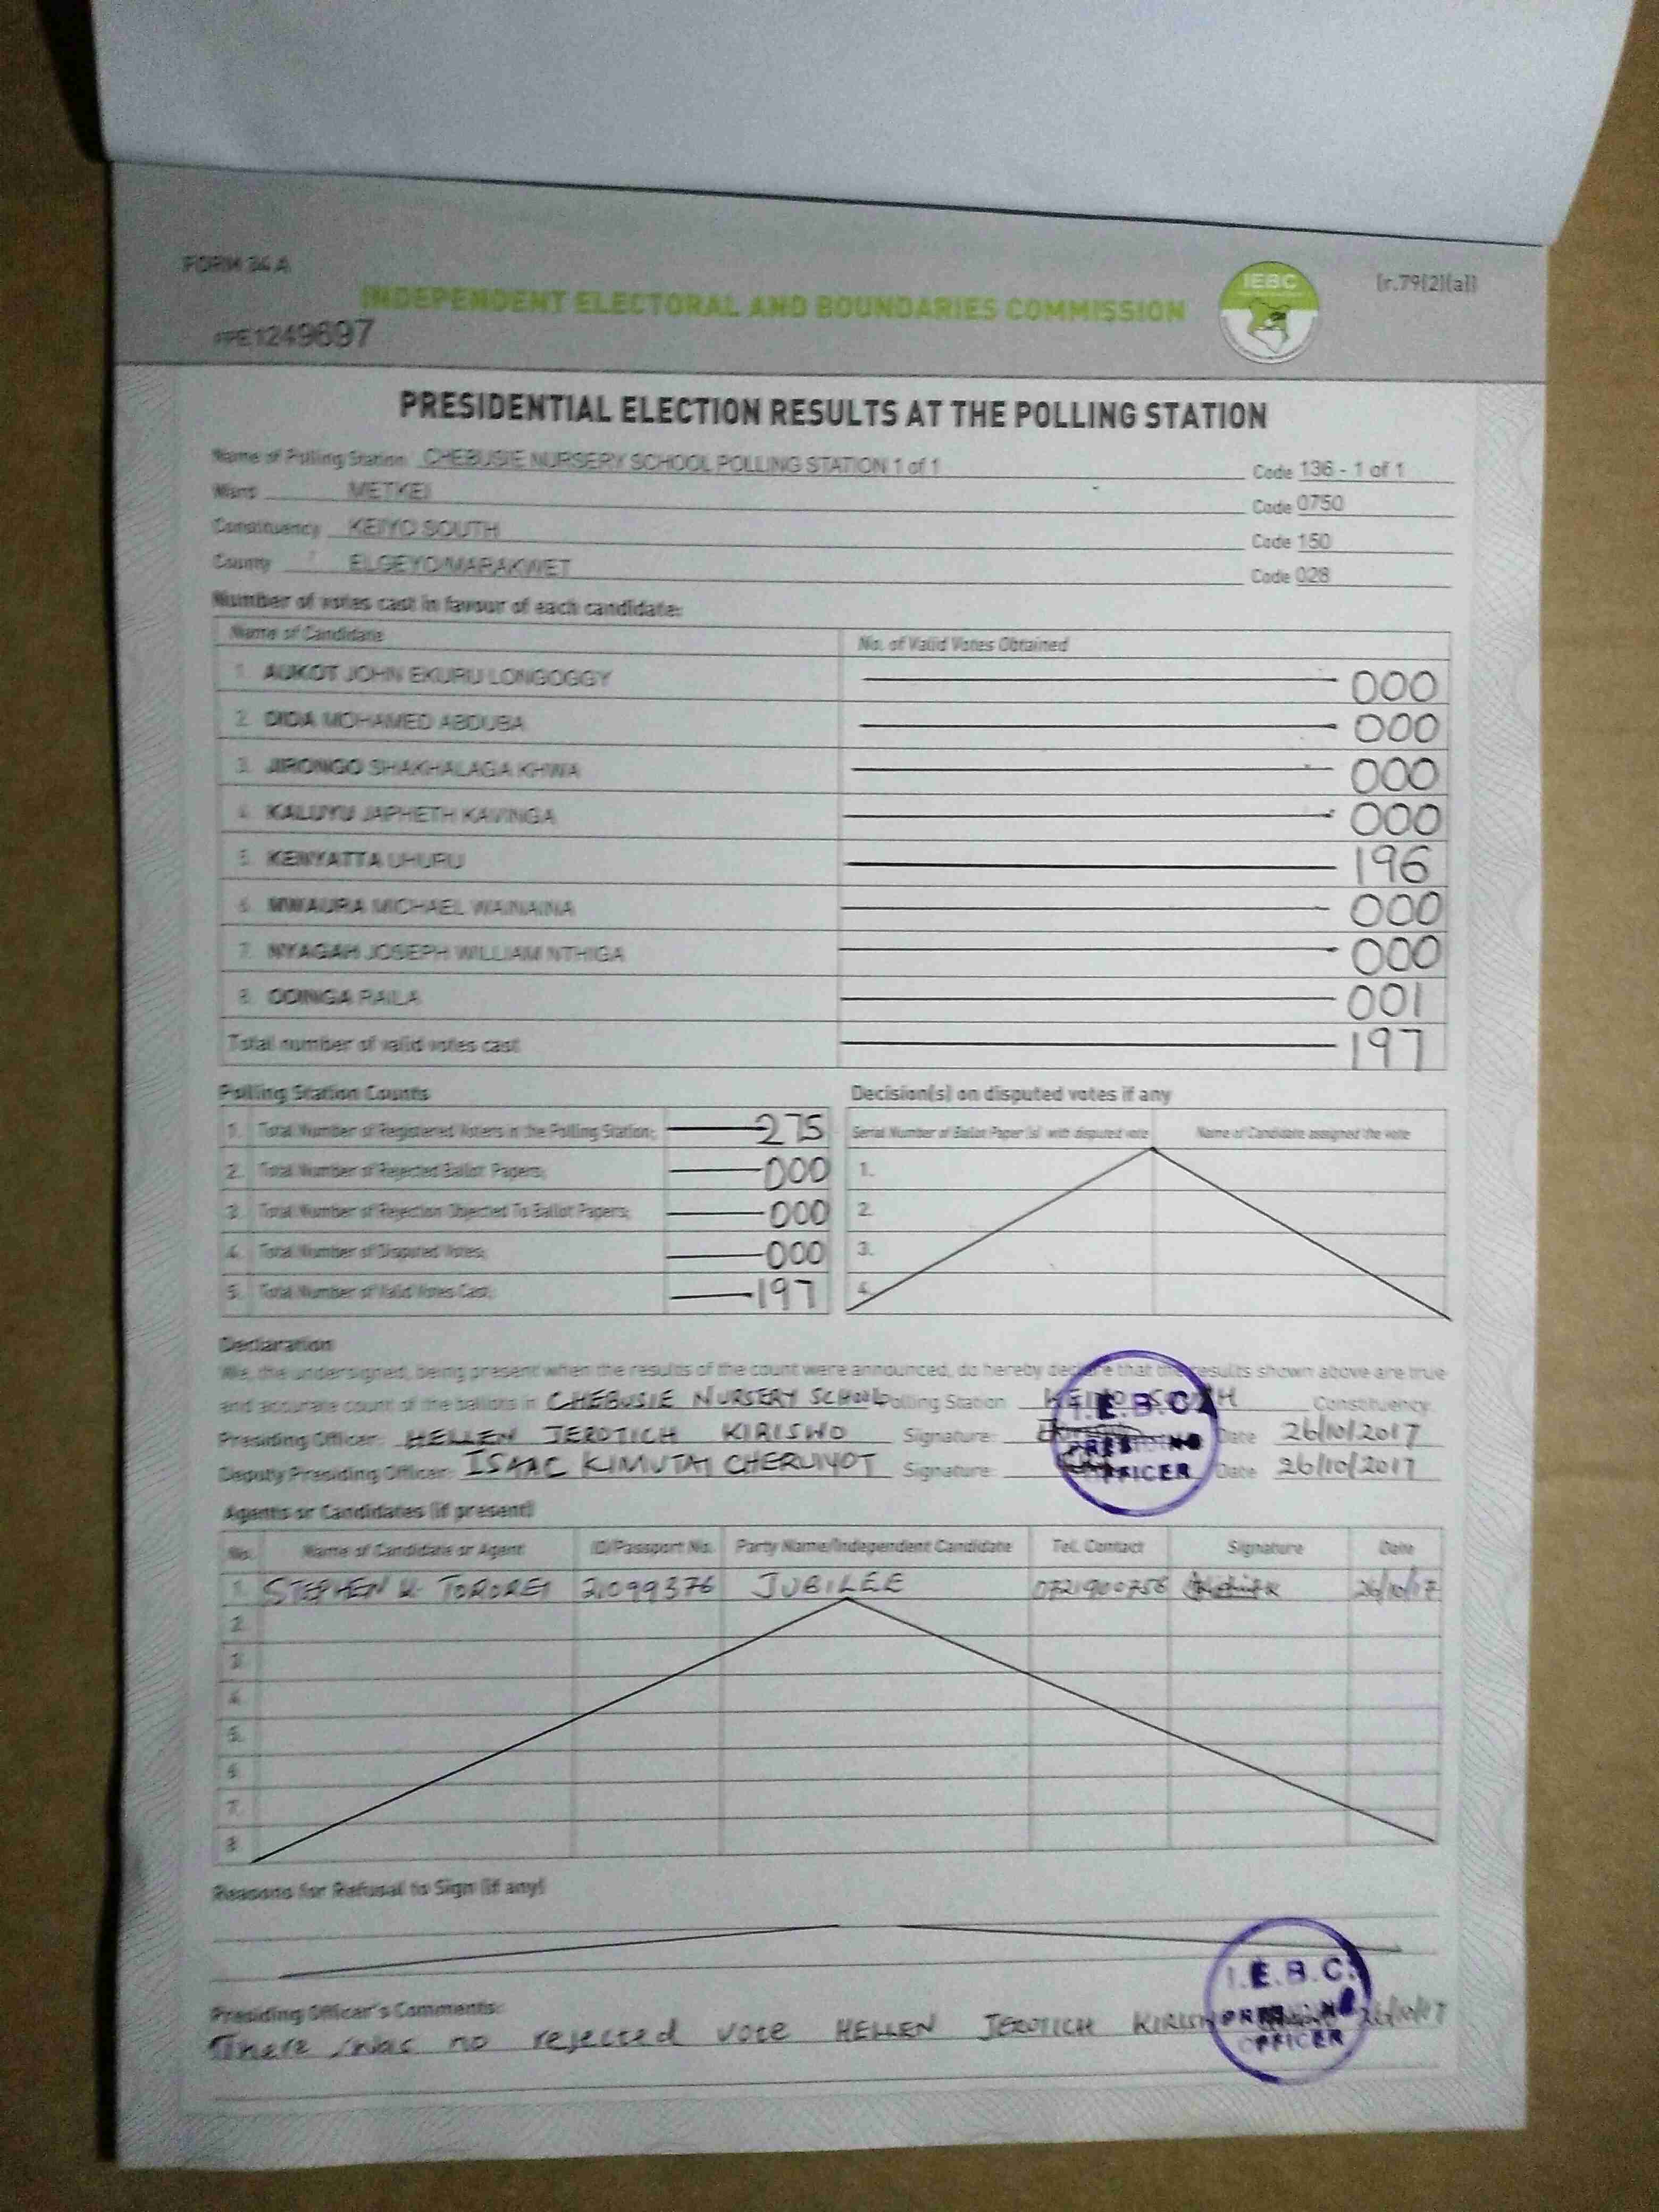 FORM 34 A
INDEPENDENT ELECTORAL AND BOUNDARIES COMMISSION
IEBC
(r.79(2)(a))
PRESIDENTIAL ELECTION RESULTS AT THE POLLING STATION
Name of Polling Station CHEBUSIE NURSERY SCHOOL POLLING STATION 1 of 1 Code 136 - 1 of 1
Ward METKEI Code 0750
Constituency KEIYO SOUTH Code 150
County ELGEYO/MARAKWET Code 028
Number of votes cast in favour of each candidate:
Name of Candidate No. of Valid Votes Obtained
1. AUKOT JOHN EKURU LONGOGGY 000
2. DIDA MOHAMED ABDUBA 000
3. JIRONGO SHAKHALAGA KHWA 000
4. KALUYU JAPHETH KAVINGA 000
5. KENYATTA UHURU 196
6. MWAURA MICHAEL WAINAINA 000
7. NYAGAH JOSEPH WILLIAM NTHIGA 000
8. ODINGA RAILA 001
Total number of valid votes cast 197
Polling Station Counts
1. Total Number of Registered Voters in the Polling Station; 275
2. Total Number of Rejected Ballot Papers; 000
3. Total Number of Rejection Objected To Ballot Papers; 000
4. Total Number of Disputed Votes; 000
5. Total Number of Valid Votes Cast; 197
Decision(s) on disputed votes if any
Serial Number of Ballot Paper(s) with disputed vote Name of Candidate assigned the vote
1.
2.
3.
4.
Declaration
We, the undersigned, being present when the results of the count were announced, do hereby declare that the results shown above are true
and accurate count of the ballots in CHEBUSIE NURSERY SCHOOL Polling Station KEIYO SOUTH Constituency.
Presiding Officer: HELLEN JEROTICH KIRISWO Signature: Date 26/10/2017
Deputy Presiding Officer: ISAAC KIMUTAI CHERUIYOT Signature: Date 26/10/2017
I.E.B.C.
PRESIDING
OFFICER
Agents or Candidates (if present)
No. Name of Candidate or Agent ID/Passport No. Party Name/Independent Candidate Tel. Contact Signature Date
1. STEPHEN K. TOROREI 21099376 JUBILEE 0721900756 26/10/17
2.
3.
4.
5.
6.
7.
8.
Reasons for Refusal to Sign (if any)
Presiding Officer's Comments:
There was no rejected vote HELLEN JEROTICH 26/10/17
I.E.B.C.
PRESIDING
OFFICER